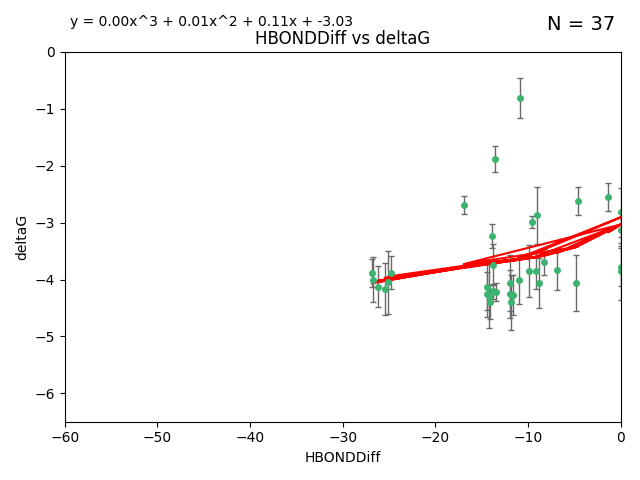 y = 0.00x^3 + 0.01x^2 + 0.11x + -3.03
N = 37
HBONDDiff vs deltaG
deltaG
0
−1
−2
−3
−4
−5
−6
−60
−50
−40
−30
−20
−10
0
HBONDDiff